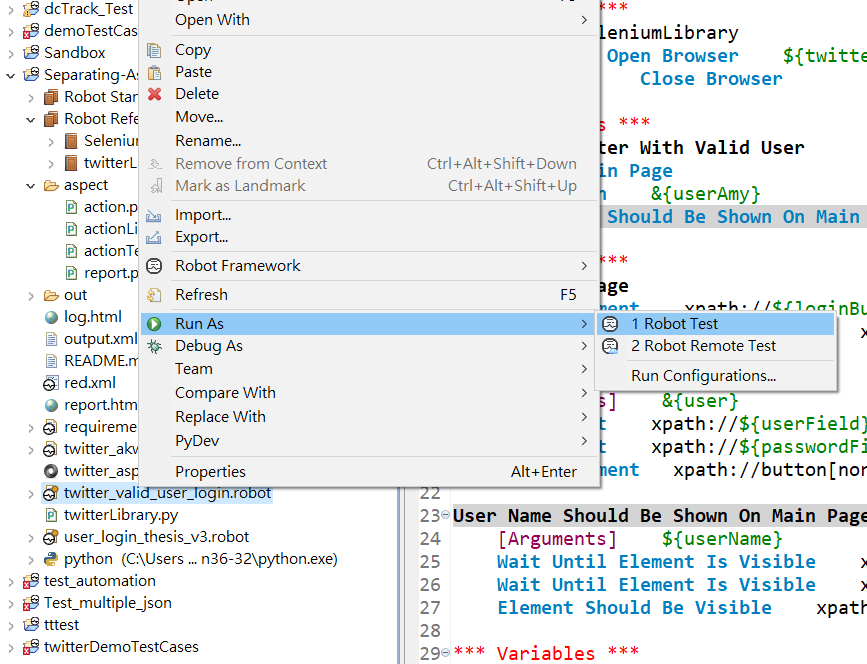 dcTrack_Test
demoTestCas
Sandbox
Separating-As
Robot Stan
Robot Refe
Seleniun
twitterL
aspect
action.p
actionLi
actionTe
report.p
out
log.html
output.xml
README.m
red.xml
report.htm
requireme
twitter_akw
twitter_asp
twitter_valid_user_login.robot
twitterLibrary.py
user_login_thesis_v3.robot
python (C:\Users ... n36-32\python.exe)
test_automation
Test_multiple_json
tttest
twitterDemoTestCases
Open With
Copy
Paste
Delete
Move...
Rename...
Remove from Context Ctrl+Alt+Shift+Down
Mark as Landmark Ctrl+Alt+Shift+Up
Import...
Export...
Robot Framework
Refresh F5
Run As
Debug As
Team
Compare With
Replace With
PyDev
Properties Alt+Enter
1 Robot Test
2 Robot Remote Test
Run Configurations...
***
leniumLibrary
Open Browser ${twitte
Close Browser
s ***
ter With Valid User
in Page
n &{userAmy}
Should Be Shown On Main
***
age
ment xpath://${loginBu
x
s] &{user}
t xpath://${userField}
t xpath://${passwordFi
ment xpath://button[nor
22
23 User Name Should Be Shown On Main Page
24 [Arguments] ${userName}
25 Wait Until Element Is Visible x
26 Wait Until Element Is Visible x
27 Element Should Be Visible xpath
28
29 *** Variables ***